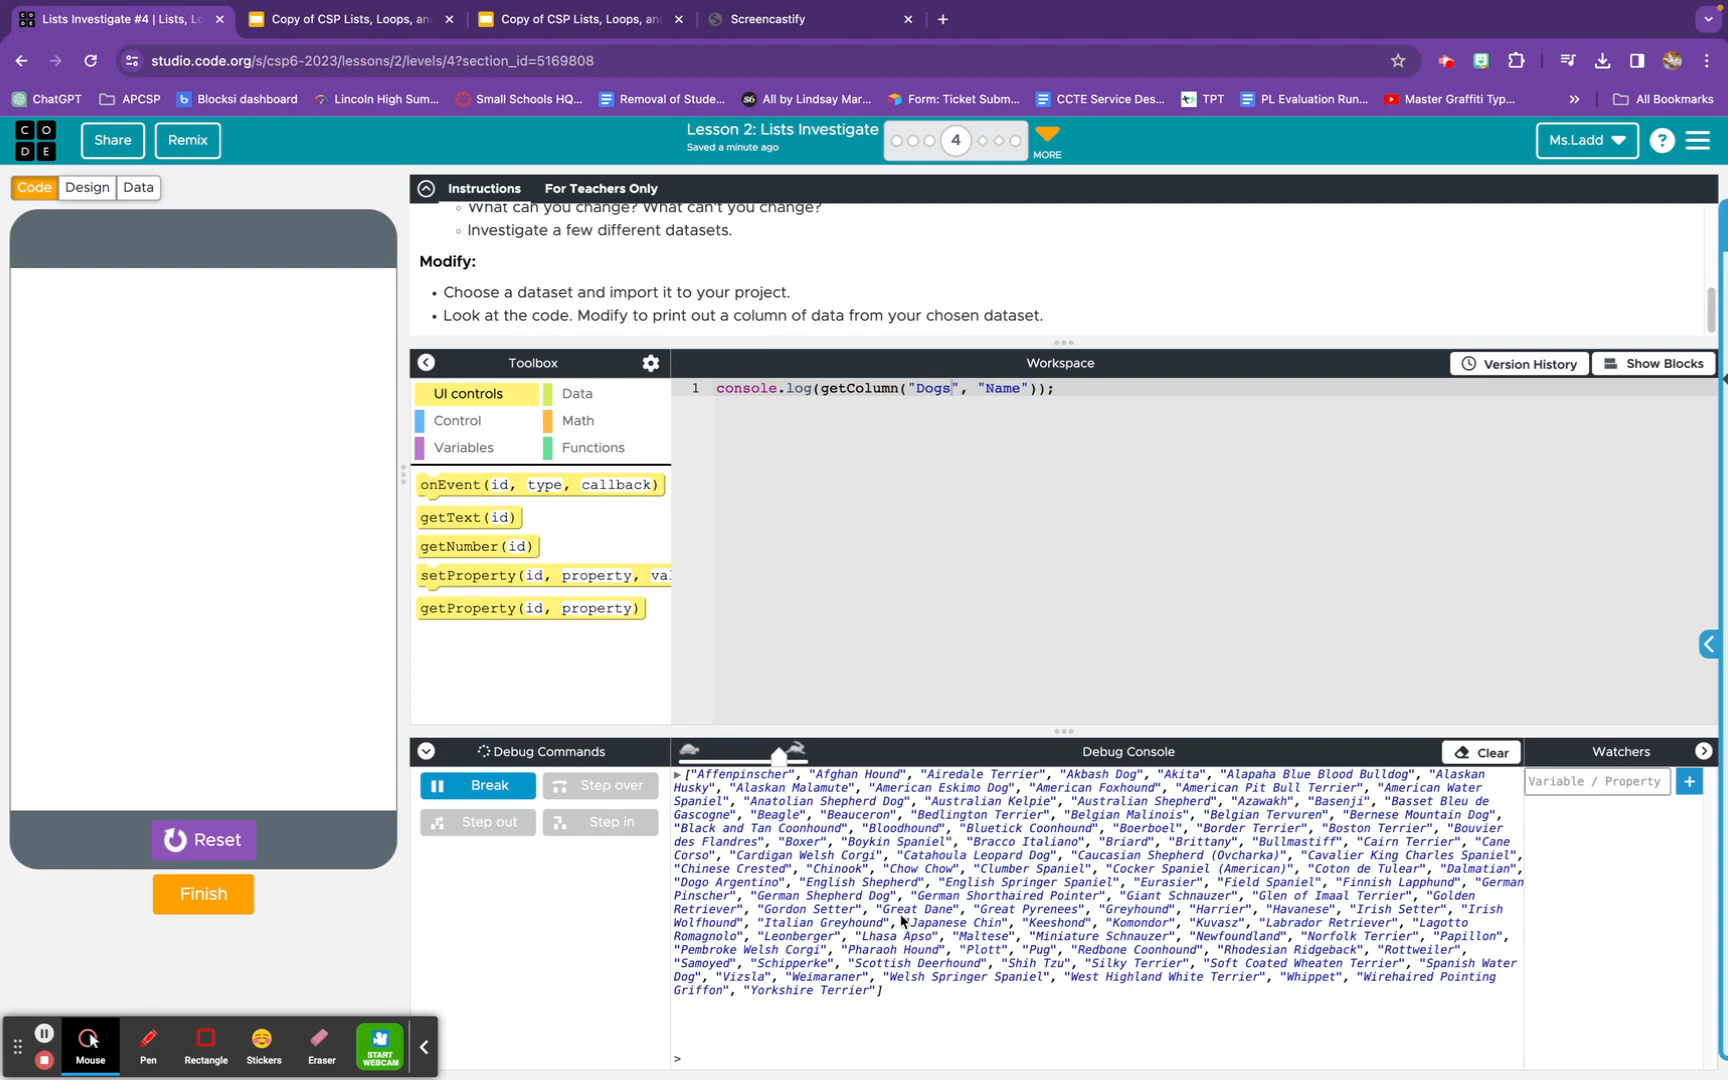 Lists Investigate #4 | Lists, Lo
Copy of CSP Lists, Loops, and
Copy of CSP Lists, Loops, and
Screencastify
studio.code.org/s/csp6-2023/lessons/2/levels/4?section_id=5169808
ChatGPT
APCSP
Blocksi dashboard
Lincoln High Sum...
Small Schools HQ...
Removal of Stude...
All by Lindsay Mar...
Form: Ticket Subm...
CCTE Service Des...
TPT
PL Evaluation Run...
Master Graffiti Typ...
»
All Bookmarks
C O
D E
Share
Remix
Lesson 2: Lists Investigate
Saved a minute ago
4
MORE
Ms.Ladd
?
Code
Design
Data
Instructions
For Teachers Only
What can you change? What can't you change?
Investigate a few different datasets.
Modify:
• Choose a dataset and import it to your project.
• Look at the code. Modify to print out a column of data from your chosen dataset.
Toolbox
Workspace
Version History
Show Blocks
UI controls
Data
Control
Math
Variables
Functions
onEvent(id, type, callback)
getText(id)
getNumber(id)
setProperty(id, property, val
getProperty(id, property)
1 console.log(getColumn("Dogs", "Name"));
Reset
Finish
Debug Commands
Break
Step over
Step out
Step in
Debug Console
Clear
Watchers
Variable / Property
["Affenpinscher", "Afghan Hound", "Airedale Terrier", "Akbash Dog", "Akita", "Alapaha Blue Blood Bulldog", "Alaskan
Husky", "Alaskan Malamute", "American Eskimo Dog", "American Foxhound", "American Pit Bull Terrier", "American Water
Spaniel", "Anatolian Shepherd Dog", "Australian Kelpie", "Australian Shepherd", "Azawakh", "Basenji", "Basset Bleu de
Gascogne", "Beagle", "Beauceron", "Bedlington Terrier", "Belgian Malinois", "Belgian Tervuren", "Bernese Mountain Dog",
"Black and Tan Coonhound", "Bloodhound", "Bluetick Coonhound", "Boerboel", "Border Terrier", "Boston Terrier", "Bouvier
des Flandres", "Boxer", "Boykin Spaniel", "Bracco Italiano", "Briard", "Brittany", "Bullmastiff", "Cairn Terrier", "Cane
Corso", "Cardigan Welsh Corgi", "Catahoula Leopard Dog", "Caucasian Shepherd (Ovcharka)", "Cavalier King Charles Spaniel",
"Chinese Crested", "Chinook", "Chow Chow", "Clumber Spaniel", "Cocker Spaniel (American)", "Coton de Tulear", "Dalmatian",
"Dogo Argentino", "English Shepherd", "English Springer Spaniel", "Eurasier", "Field Spaniel", "Finnish Lapphund", "German
Pinscher", "German Shepherd Dog", "German Shorthaired Pointer", "Giant Schnauzer", "Glen of Imaal Terrier", "Golden
Retriever", "Gordon Setter", "Great Dane", "Great Pyrenees", "Greyhound", "Harrier", "Havanese", "Irish Setter", "Irish
Wolfhound", "Italian Greyhound", "Japanese Chin", "Keeshond", "Komondor", "Kuvasz", "Labrador Retriever", "Lagotto
Romagnolo", "Leonberger", "Lhasa Apso", "Maltese", "Miniature Schnauzer", "Newfoundland", "Norfolk Terrier", "Papillon",
"Pembroke Welsh Corgi", "Pharaoh Hound", "Plott", "Pug", "Redbone Coonhound", "Rhodesian Ridgeback", "Rottweiler",
"Samoyed", "Schipperke", "Scottish Deerhound", "Shih Tzu", "Silky Terrier", "Soft Coated Wheaten Terrier", "Spanish Water
Dog", "Vizsla", "Weimaraner", "Welsh Springer Spaniel", "West Highland White Terrier", "Whippet", "Wirehaired Pointing
Griffon", "Yorkshire Terrier"]
>
Mouse
Pen
Rectangle
Stickers
Eraser
START
WEBCAM